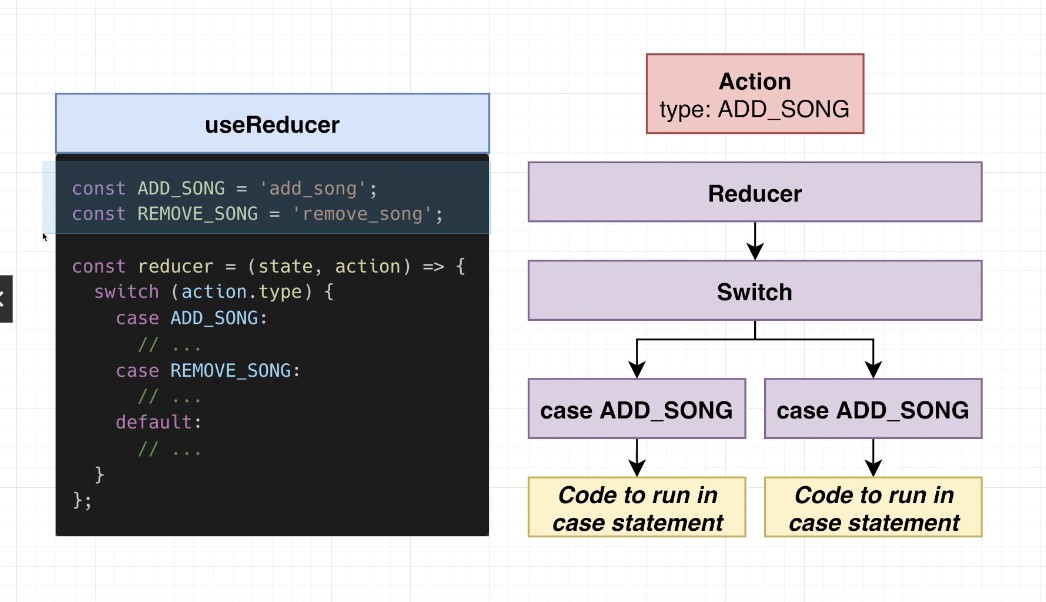 useReducer
const ADD_SONG = 'add_song';
const REMOVE_SONG = 'remove_song';
const reducer = (state, action) => {
switch (action.type) {
case ADD_SONG:
// ...
case REMOVE_SONG:
// ...
default:
// ...
}
};
Action
type: ADD_SONG
Reducer
Switch
case ADD_SONG
case ADD_SONG
Code to run in
case statement
Code to run in
case statement